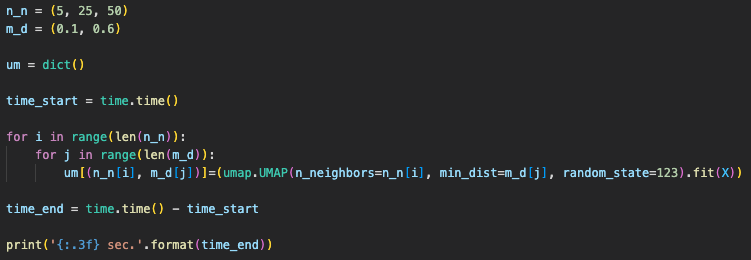 n_n = (5, 25, 50)
m_d = (0.1, 0.6)
um = dict()
time_start = time.time()
for i in range(len(n_n)):
    for j in range(len(m_d)):
        um[(n_n[i], m_d[j])]=(umap.UMAP(n_neighbors=n_n[i], min_dist=m_d[j], random_state=123).fit(X))
time_end = time.time() - time_start
print('{:.3f} sec.'.format(time_end))